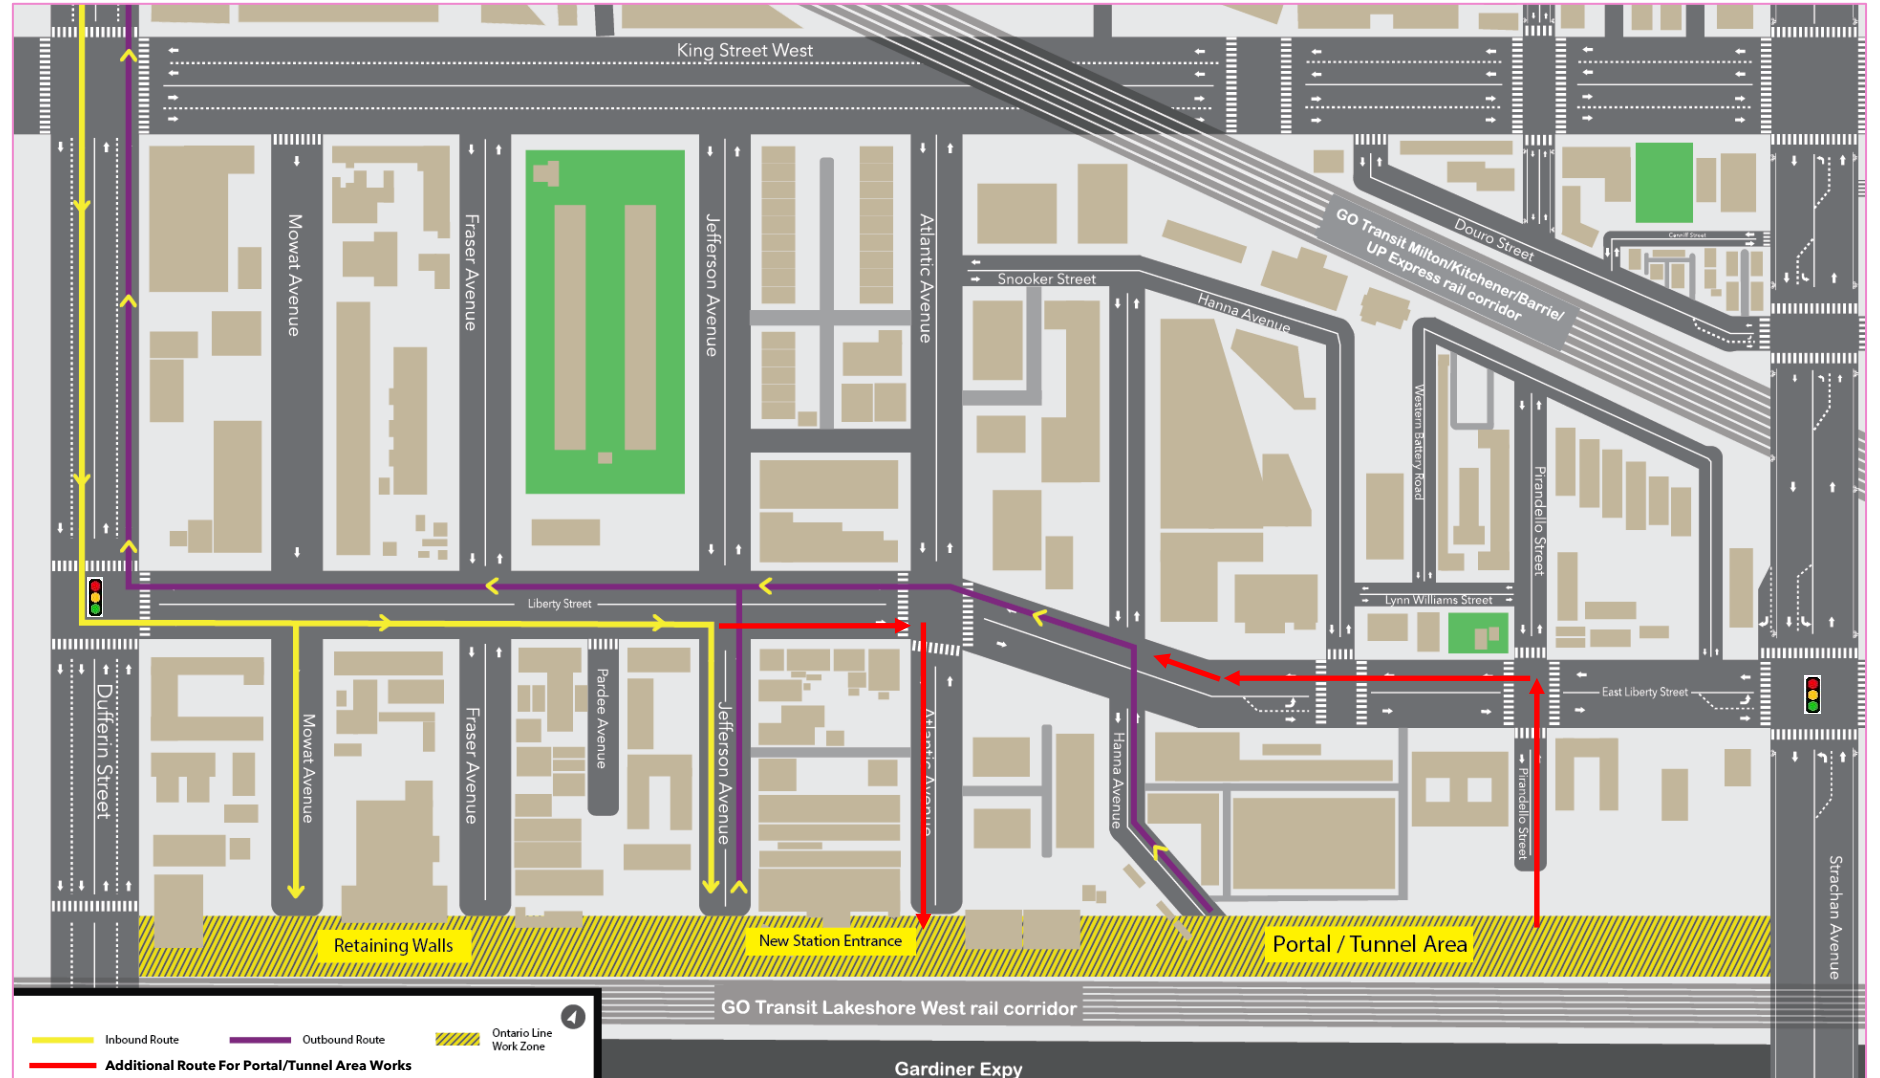 King Street West
Mowat Avenue
Fraser Avenue
Jefferson Avenue
Atlantic Avenue
Snooker Street
Hanna Avenue
GO Transit Milton/Kitchener/Barrie/
UP Express rail corridor
Douro Street
Canniff Street
Western Battery Road
Pirandello Street
Lynn Williams Street
Liberty Street
East Liberty Street
Dufferin Street
Mowat Avenue
Fraser Avenue
Pardee Avenue
Jefferson Avenue
Atlantic Avenue
Hanna Avenue
Pirandello Street
Strachan Avenue
Retaining Walls
New Station Entrance
Portal / Tunnel Area
GO Transit Lakeshore West rail corridor
Gardiner Expy
Inbound Route
Outbound Route
Ontario Line
Work Zone
Additional Route For Portal/Tunnel Area Works